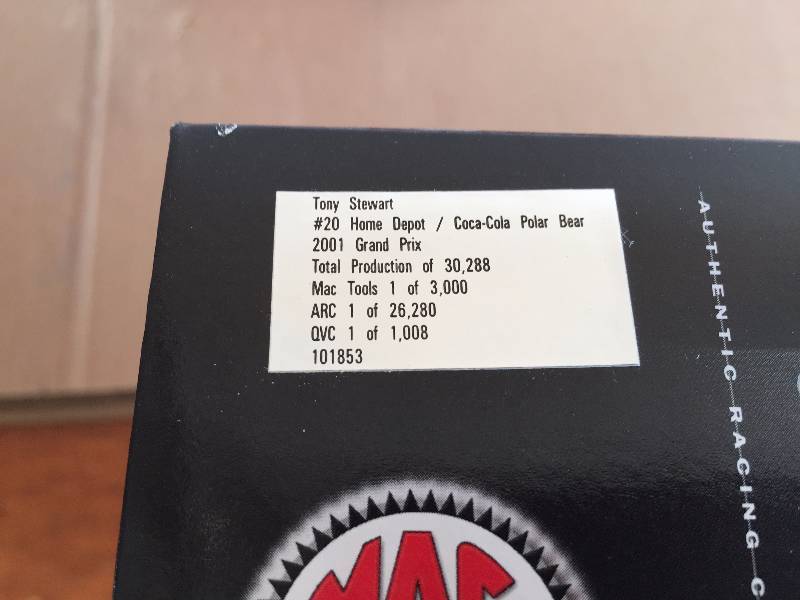 Tony Stewart
#20 Home Depot / Coca-Cola Polar Bear
2001 Grand Prix
Total Production of 30,288
Mac Tools 1 of 3,000
ARC 1 of 26,280
QVC 1 of 1,008
101853
AUTHENTIC RACING C
MAC